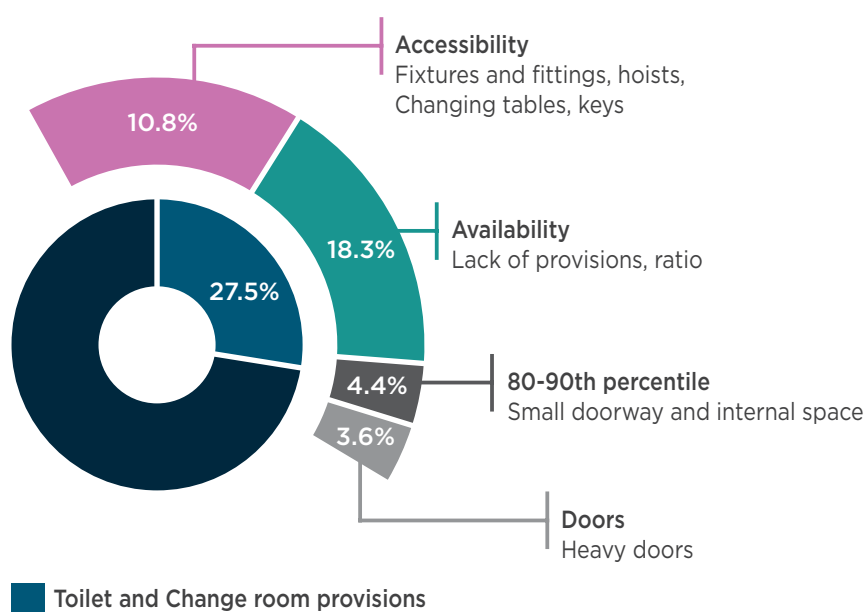 Accessibility
Fixtures and fittings, hoists,
Changing tables, keys
10.8%
Availability
Lack of provisions, ratio
18.3%
27.5%
80-90th percentile
Small doorway and internal space
4.4%
3.6%
Doors
Heavy doors
Toilet and Change room provisions